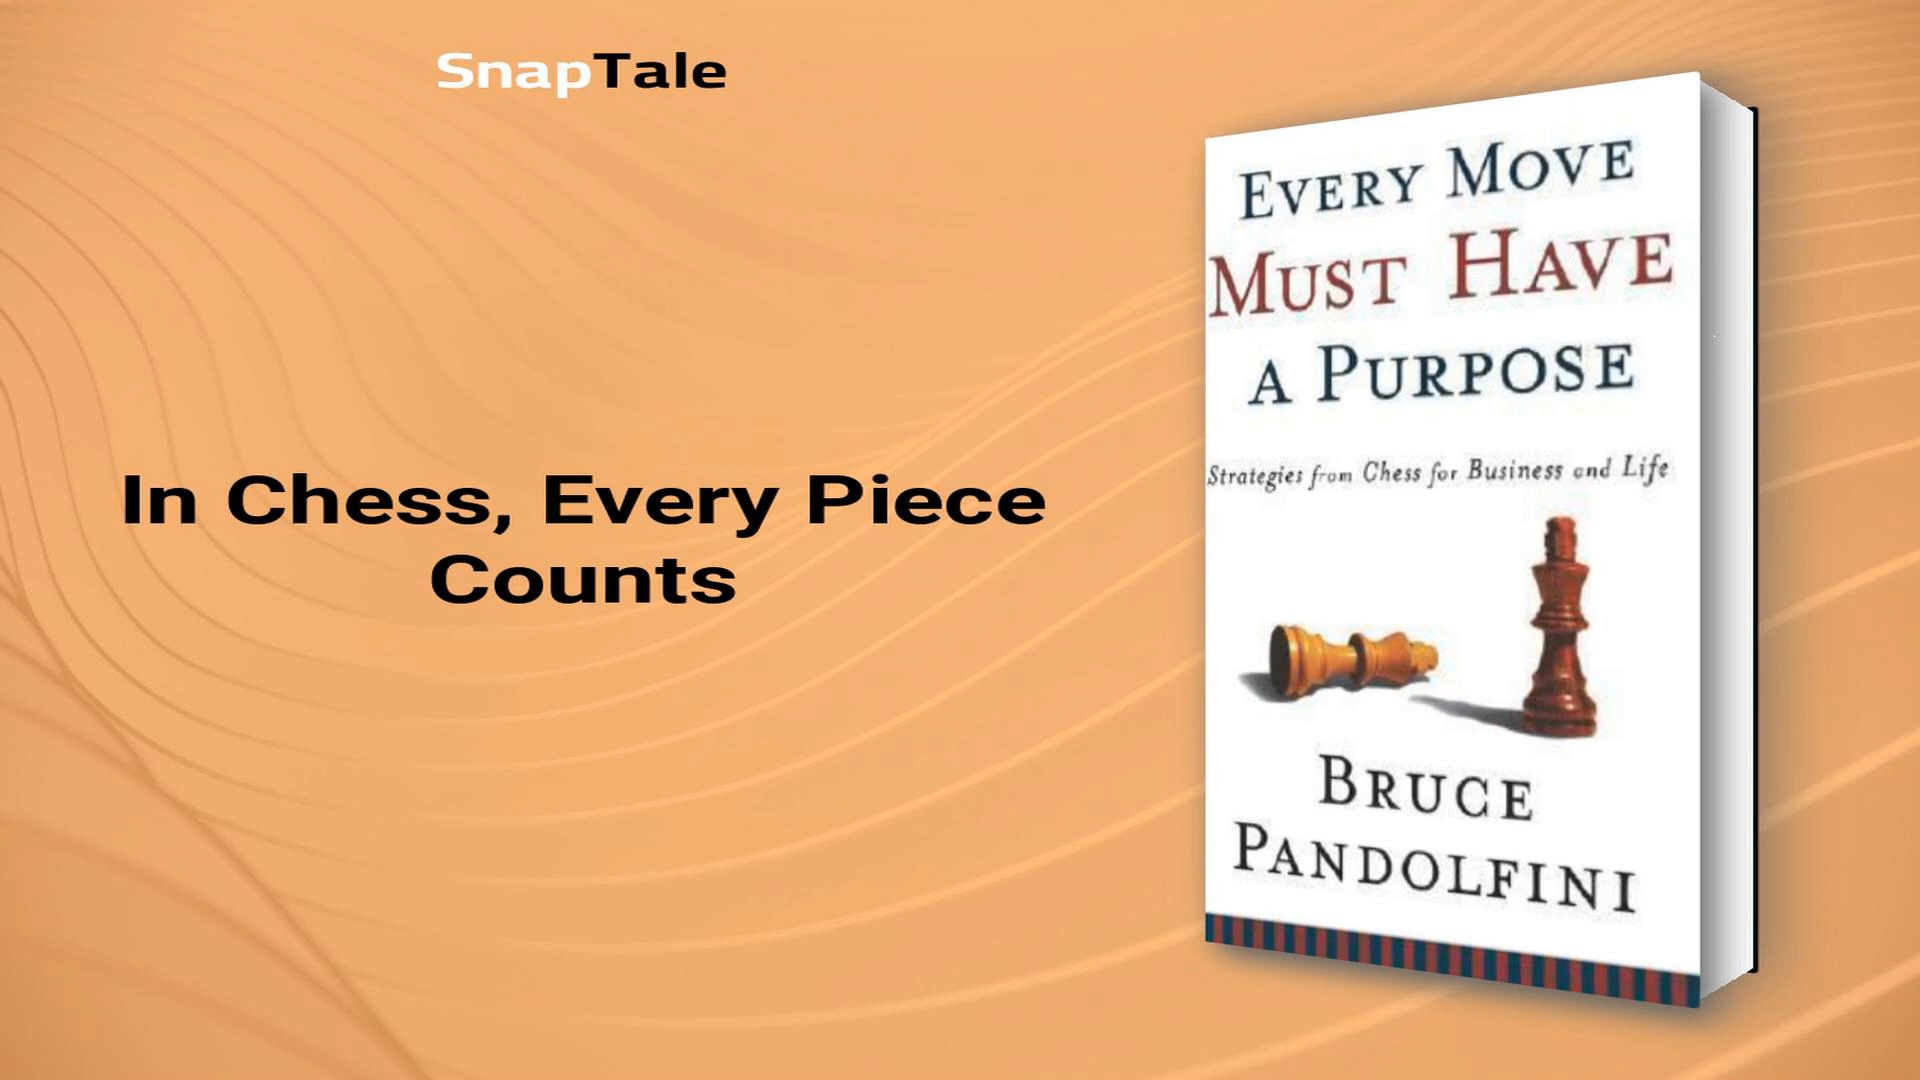 SnapTale
In Chess, Every Piece
Counts
EVERY MOVE
MUST HAVE
A PURPOSE
Strategies from Chess for Business and Life
BRUCE
PANDOLFINI